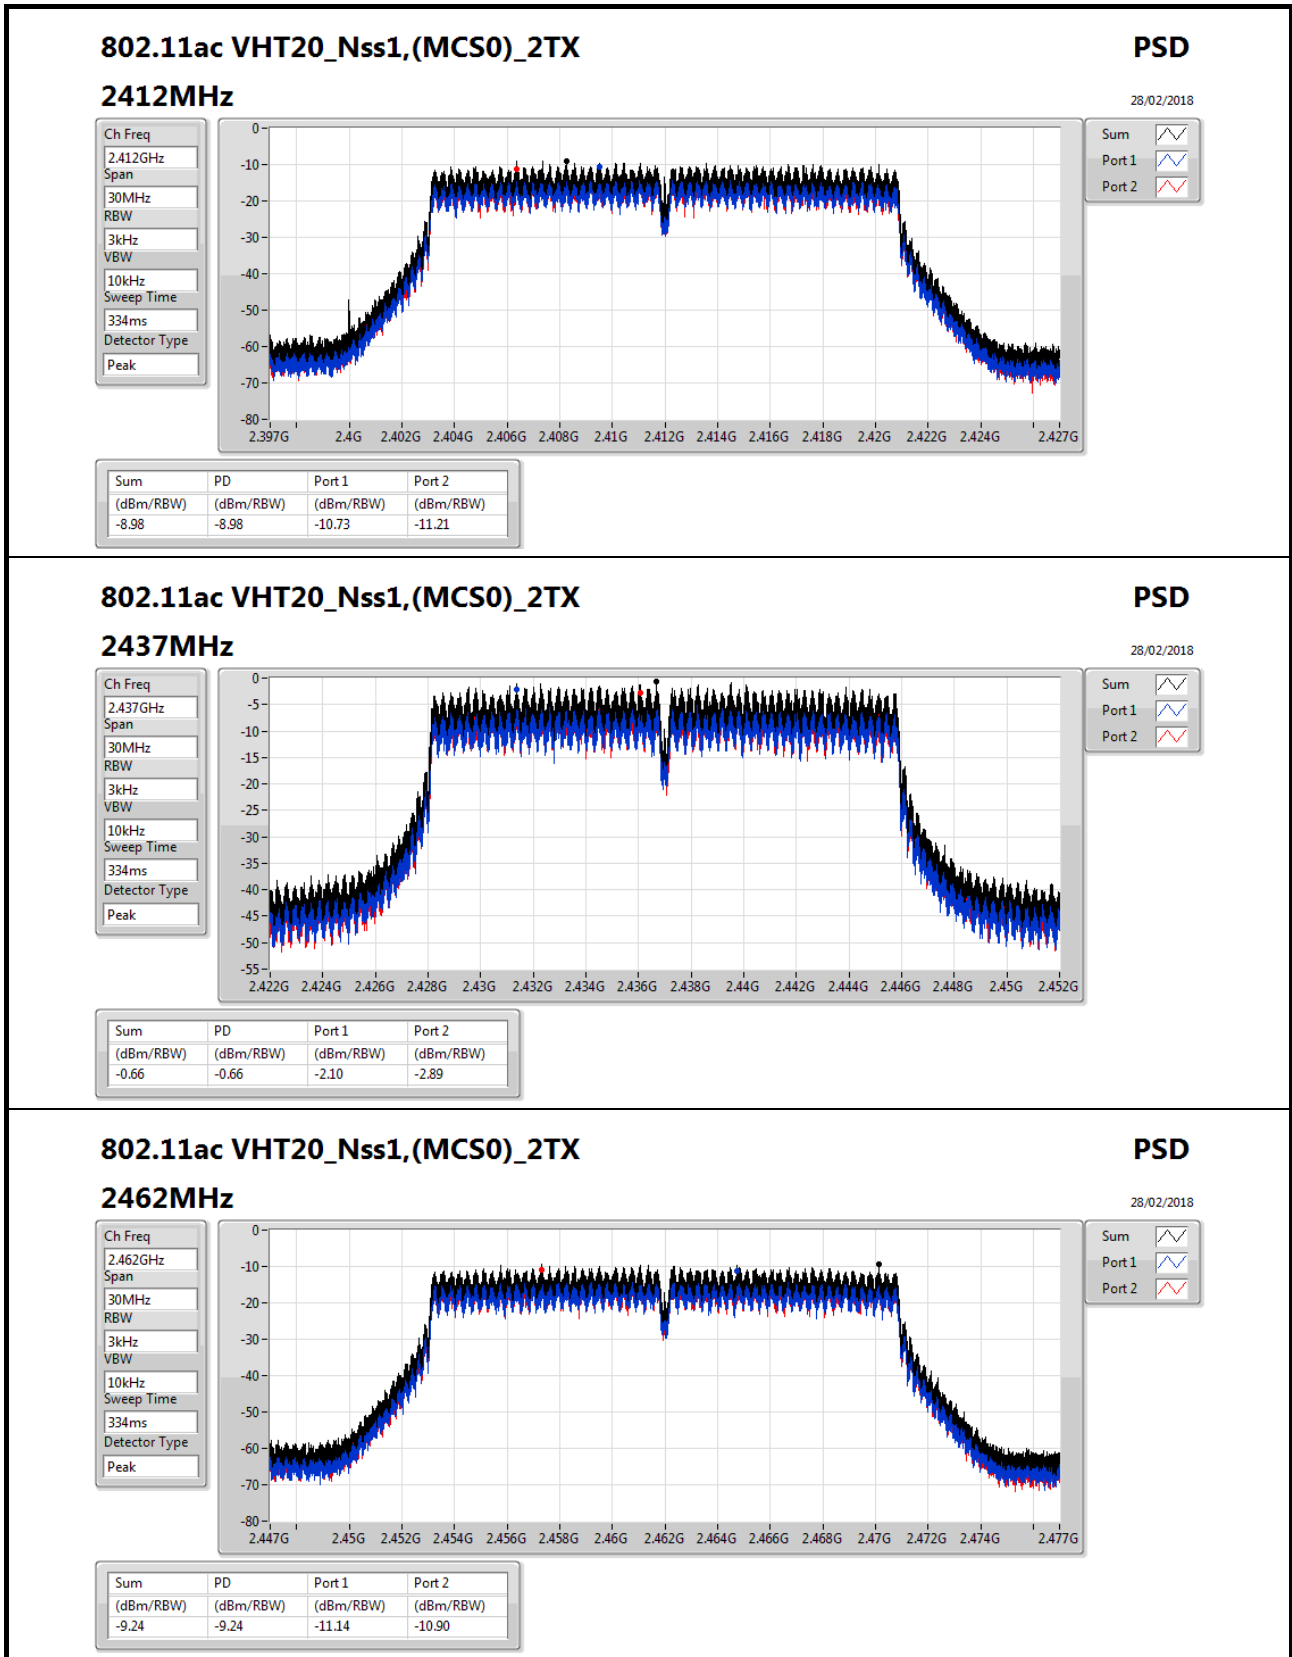 802.11ac VHT20_Nss1,(MCS0)_2TX PSD
2412MHz 28/02/2018
Ch Freq
2.412GHz
Span
30MHz
RBW
3kHz
VBW
10kHz
Sweep Time
334ms
Detector Type
Peak
0
-10
-20
-30
-40
-50
-60
-70
-80
2.397G 2.4G 2.402G 2.404G 2.406G 2.408G 2.41G 2.412G 2.414G 2.416G 2.418G 2.42G 2.422G 2.424G 2.427G
Sum
Port 1
Port 2
Sum PD Port 1 Port 2
(dBm/RBW) (dBm/RBW) (dBm/RBW) (dBm/RBW)
-8.98 -8.98 -10.73 -11.21
802.11ac VHT20_Nss1,(MCS0)_2TX PSD
2437MHz 28/02/2018
Ch Freq
2.437GHz
Span
30MHz
RBW
3kHz
VBW
10kHz
Sweep Time
334ms
Detector Type
Peak
0
-5
-10
-15
-20
-25
-30
-35
-40
-45
-50
-55
2.422G 2.424G 2.426G 2.428G 2.43G 2.432G 2.434G 2.436G 2.438G 2.44G 2.442G 2.444G 2.446G 2.448G 2.45G 2.452G
Sum
Port 1
Port 2
Sum PD Port 1 Port 2
(dBm/RBW) (dBm/RBW) (dBm/RBW) (dBm/RBW)
-0.66 -0.66 -2.10 -2.89
802.11ac VHT20_Nss1,(MCS0)_2TX PSD
2462MHz 28/02/2018
Ch Freq
2.462GHz
Span
30MHz
RBW
3kHz
VBW
10kHz
Sweep Time
334ms
Detector Type
Peak
0
-10
-20
-30
-40
-50
-60
-70
-80
2.447G 2.45G 2.452G 2.454G 2.456G 2.458G 2.46G 2.462G 2.464G 2.466G 2.468G 2.47G 2.472G 2.474G 2.477G
Sum
Port 1
Port 2
Sum PD Port 1 Port 2
(dBm/RBW) (dBm/RBW) (dBm/RBW) (dBm/RBW)
-9.24 -9.24 -11.14 -10.90